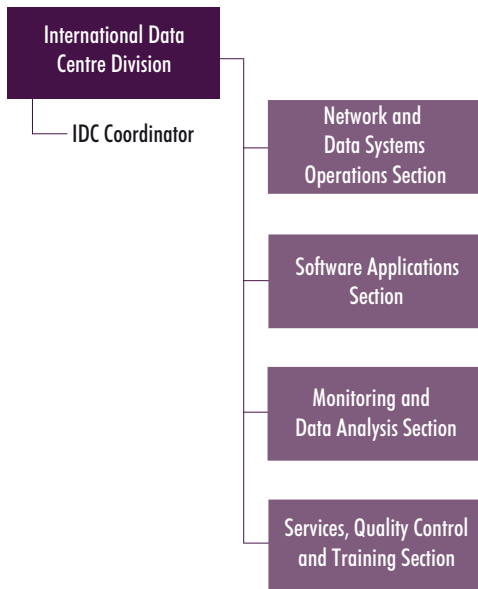 International Data
Centre Division
IDC Coordinator
Network and
Data Systems
Operations Section
Software Applications
Section
Monitoring and
Data Analysis Section
Services, Quality Control
and Training Section